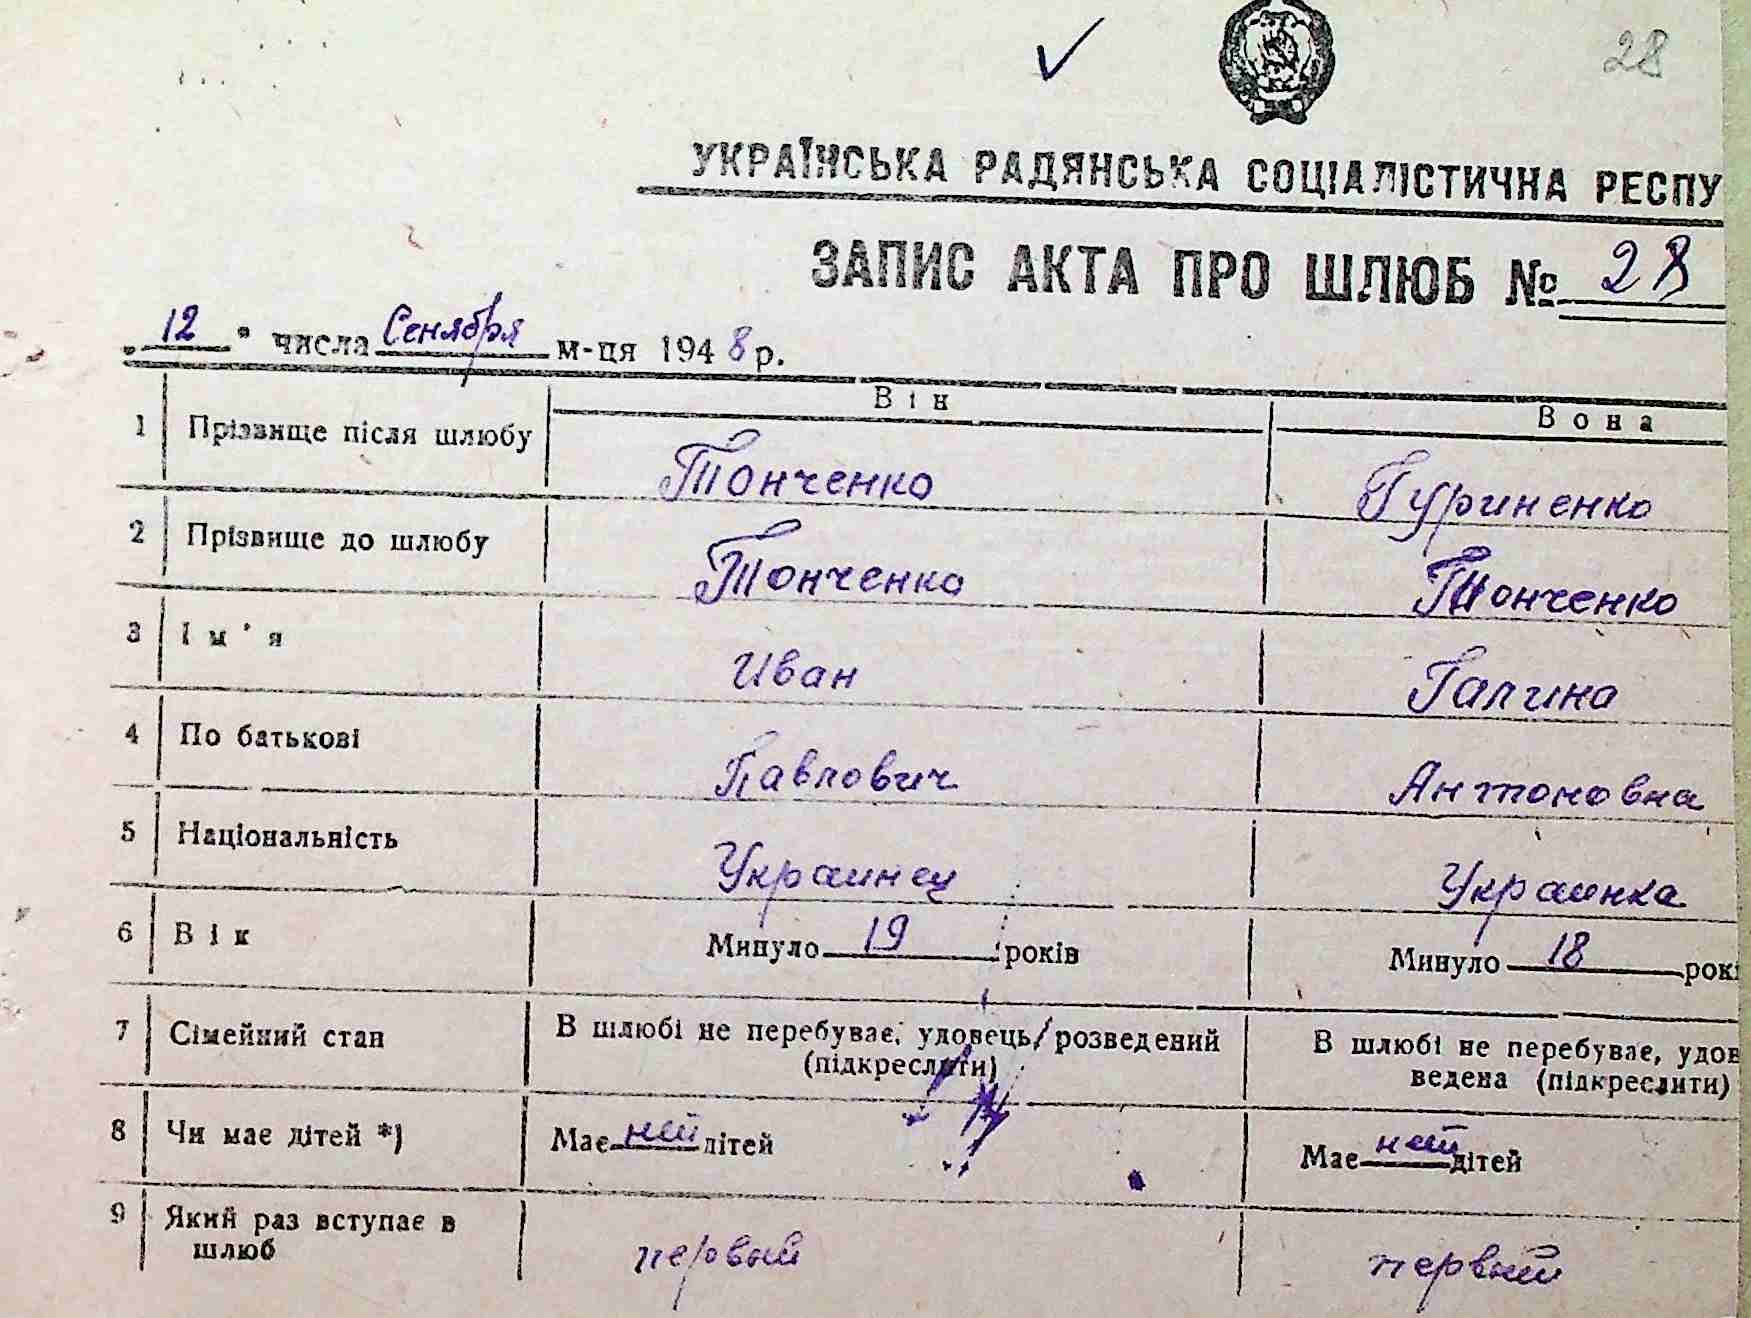 28
УКРАЇНСЬКА РАДЯНСЬКА СОЦІАЛІСТИЧНА РЕСПУ
ЗАПИС АКТА ПРО ШЛЮБ № 28
„12" числа Сенября м-ця 1948 р.
Він Вона
1 Прізвище після шлюбу Тонченко Гуриненко
2 Прізвище до шлюбу Тонченко Тонченко
3 Ім'я Иван Галина
4 По батькові Павлович Антоновна
5 Національність Украинец Украинка
6 Вік Минуло 19 років Минуло 18 рокі
7 Сімейний стан В шлюбі не перебуває, удовець/розведений В шлюбі не перебуває, удов
(підкреслити) ведена (підкреслити)
8 Чи має дітей *) Має нет дітей Має нет дітей
9 Який раз вступає в первый первый
шлюб